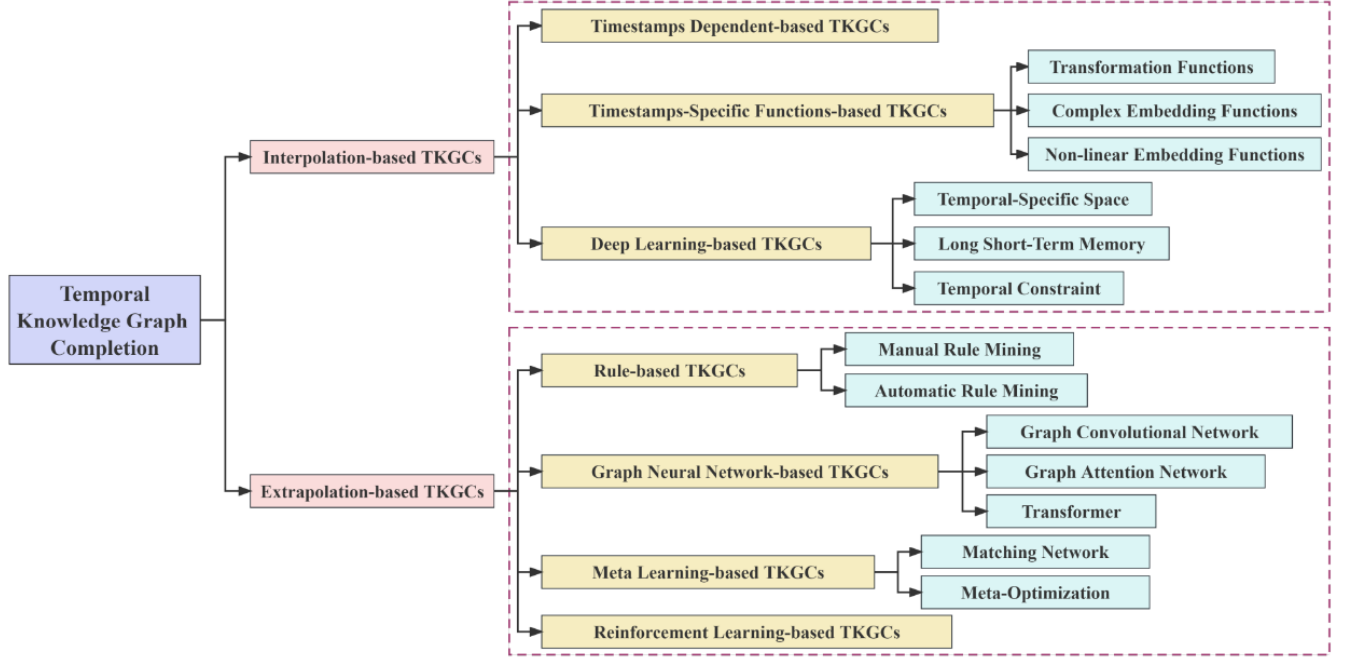 Temporal
Knowledge Graph
Completion
Interpolation-based TKGCs
Timestamps Dependent-based TKGCs
Timestamps-Specific Functions-based TKGCs
Transformation Functions
Complex Embedding Functions
Non-linear Embedding Functions
Deep Learning-based TKGCs
Temporal-Specific Space
Long Short-Term Memory
Temporal Constraint
Extrapolation-based TKGCs
Rule-based TKGCs
Manual Rule Mining
Automatic Rule Mining
Graph Neural Network-based TKGCs
Graph Convolutional Network
Graph Attention Network
Transformer
Meta Learning-based TKGCs
Matching Network
Meta-Optimization
Reinforcement Learning-based TKGCs